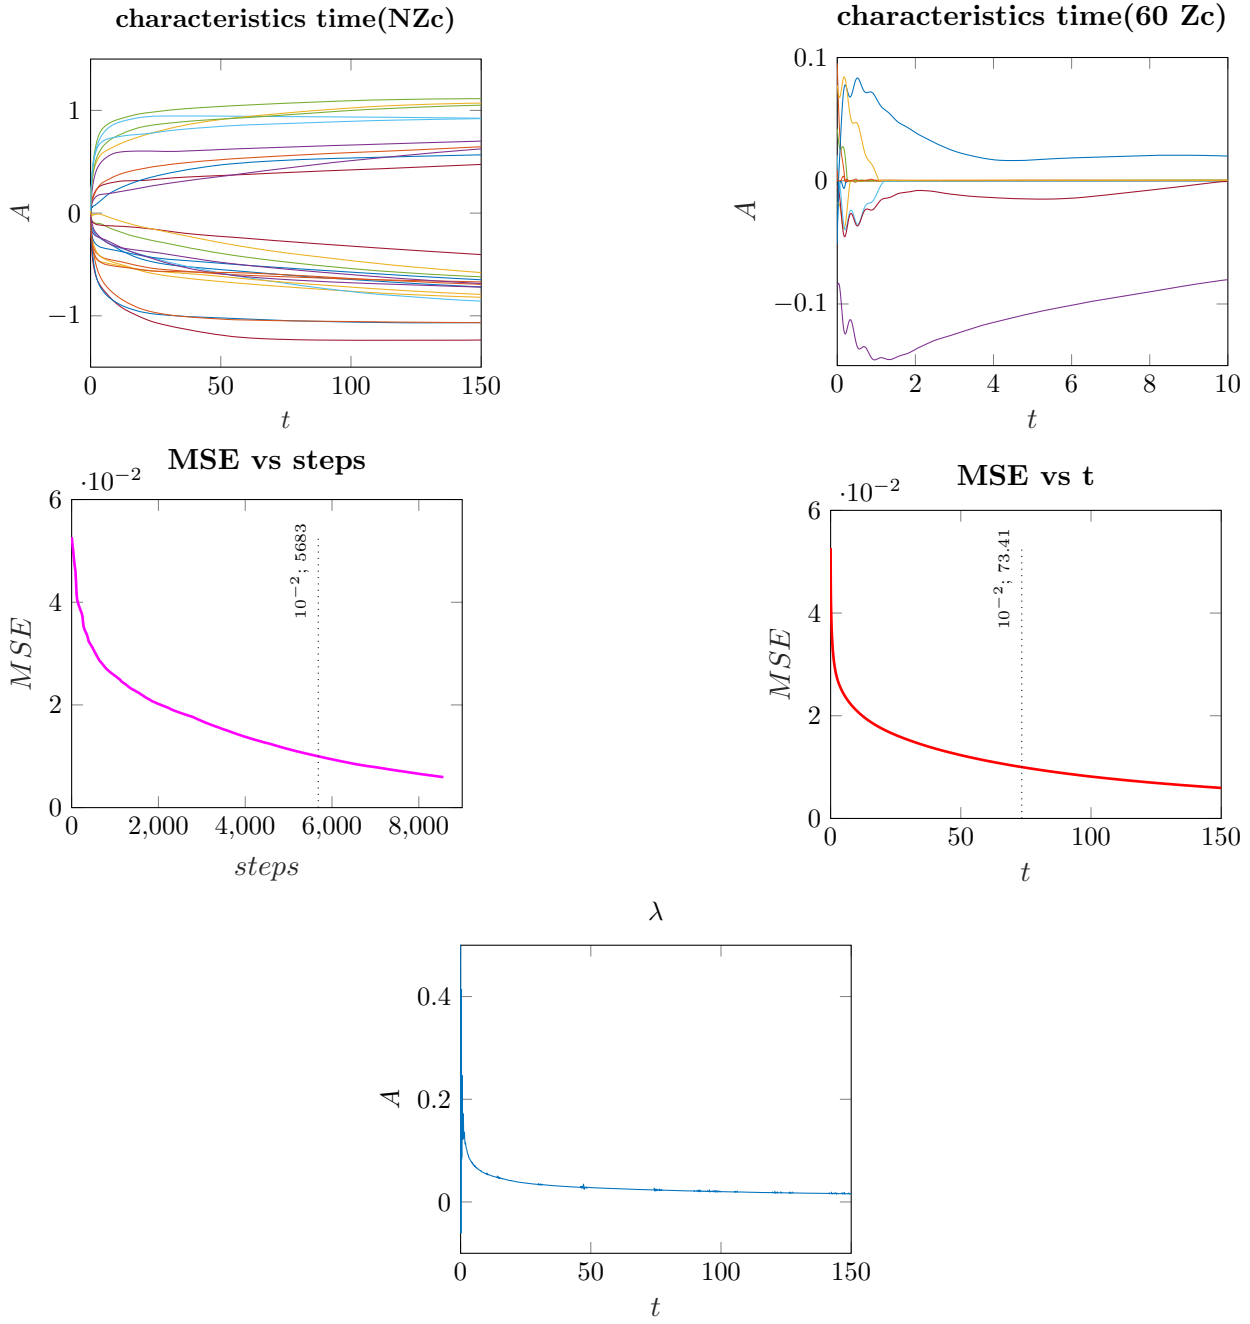 characteristics time(NZc)
A
1
0
−1
0
50
100
150
t
characteristics time(60 Zc)
A
0.1
0
−0.1
0
2
4
6
8
10
t
MSE vs steps
·10−2
MSE
6
4
2
0
10−2; 5683
0
2,000
4,000
6,000
8,000
steps
MSE vs t
·10−2
MSE
6
4
2
0
10−2; 73.41
0
50
100
150
t
λ
A
0.4
0.2
0
0
50
100
150
t